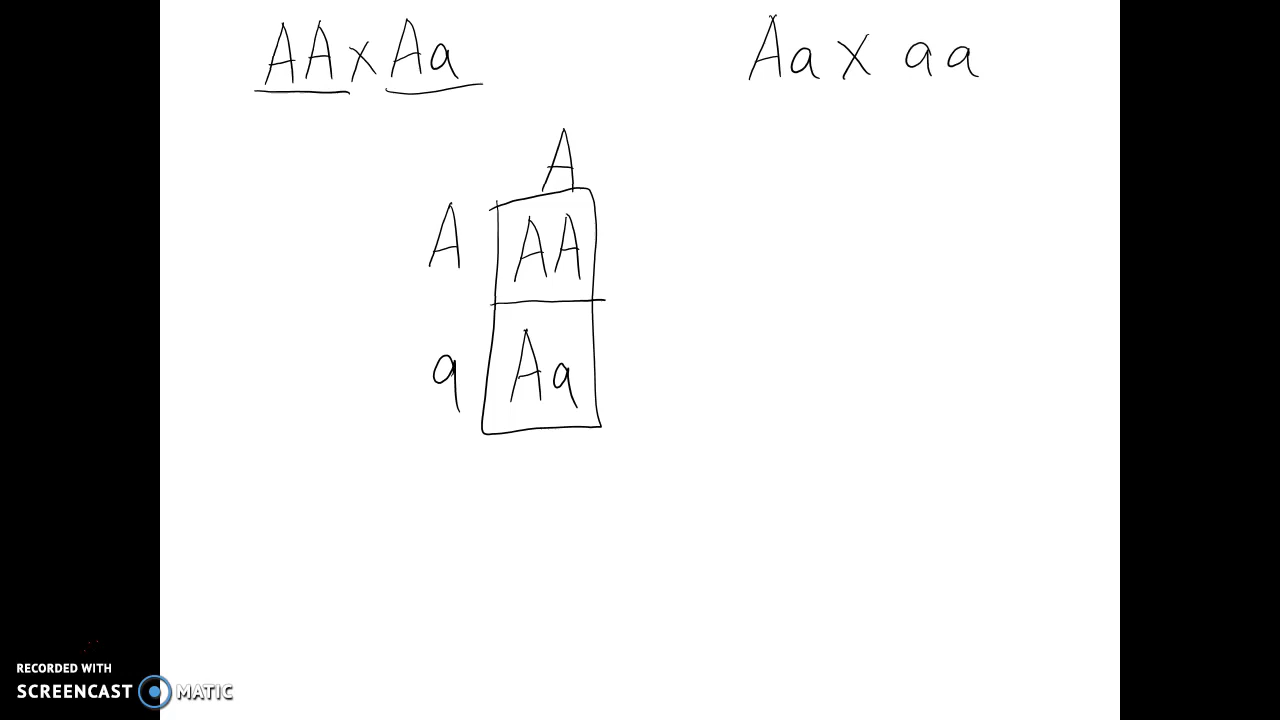 AA x Aa
Aa x aa
A
A AA
a Aa
RECORDED WITH
SCREENCAST MATIC